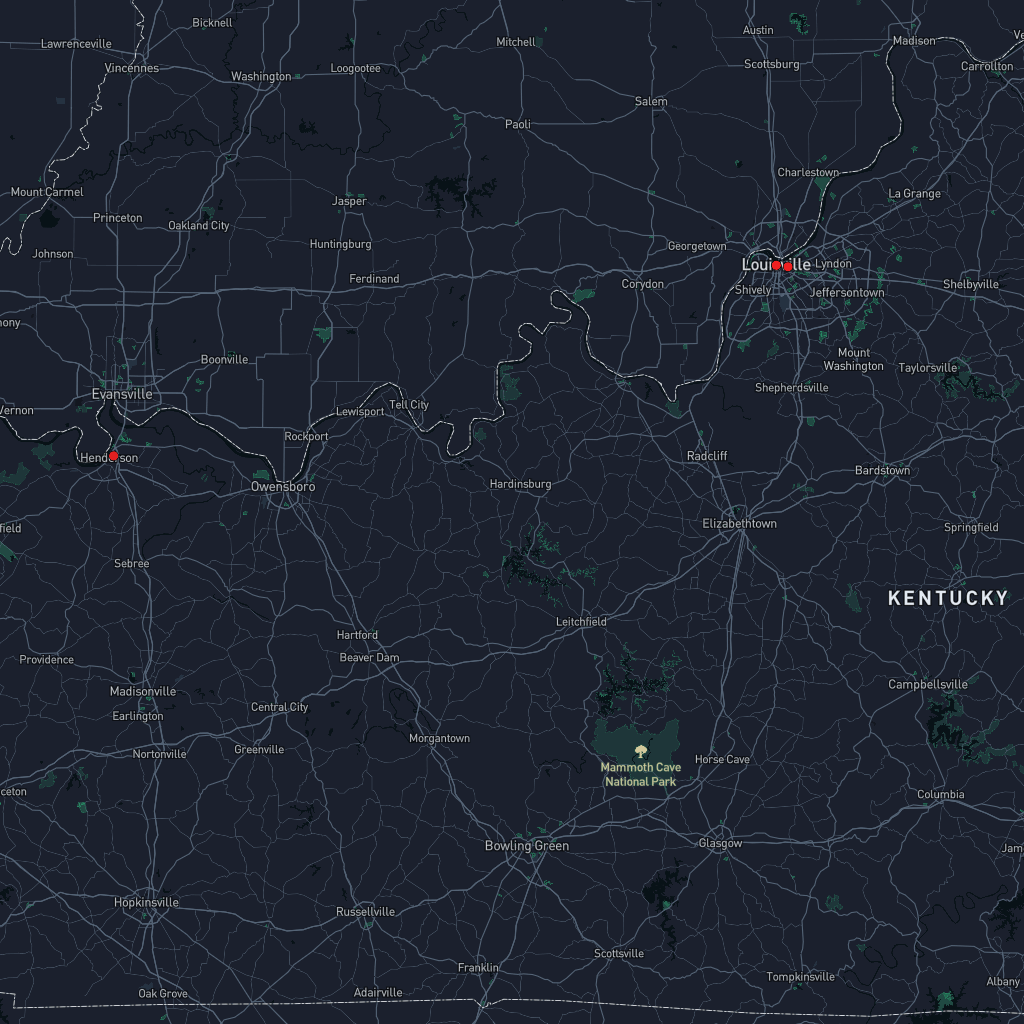 Bicknell
Austin
Lawrenceville
Mitchell
Madison
Ve
Vincennes
Washington
Loogootee
Scottsburg
Carrollton
Salem
Paoli
Charlestown
Mount Carmel
La Grange
Jasper
Princeton
Oakland City
Huntingburg
Georgetown
Johnson
Louisville
Lyndon
Ferdinand
Corydon
Shively
Jeffersontown
Shelbyville
mony
Boonville
Mount
Washington
Taylorsville
Evansville
Shepherdsville
Vernon
Lewisport
Tell City
Rockport
Henderson
Radcliff
Bardstown
Owensboro
Hardinsburg
field
Elizabethtown
Springfield
Sebree
KENTUCKY
Leitchfield
Hartford
Providence
Beaver Dam
Madisonville
Campbellsville
Earlington
Central City
Morgantown
Nortonville
Greenville
Horse Cave
Mammoth Cave
National Park
ceton
Columbia
Bowling Green
Glasgow
Jam
Hopkinsville
Russellville
Scottsville
Franklin
Tompkinsville
Albany
Oak Grove
Adairville